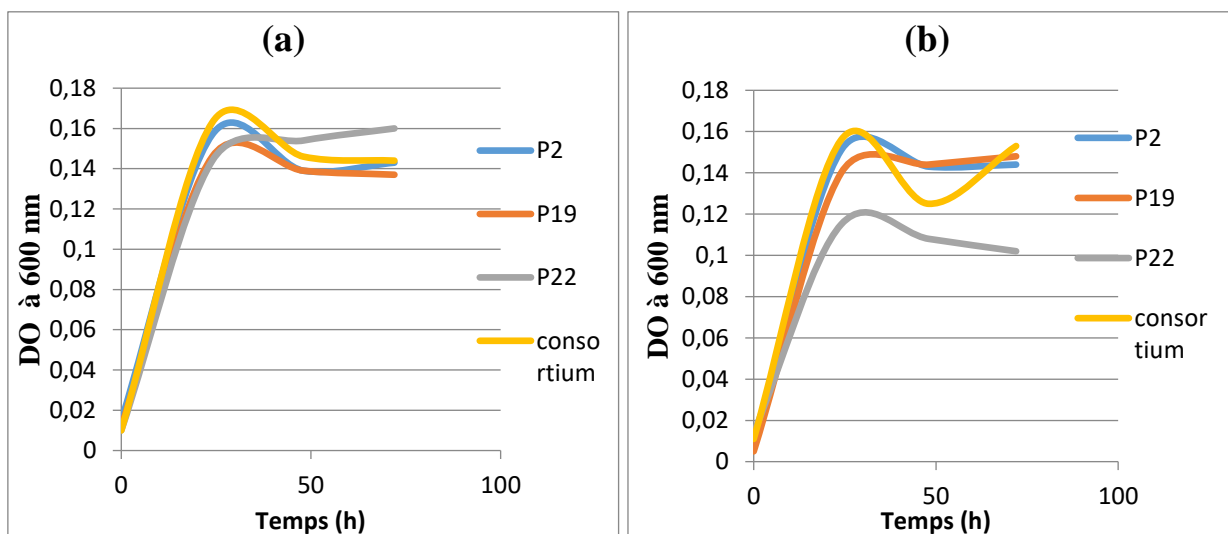 (a)
DO à 600 nm
0,18
0,16
0,14
0,12
0,1
0,08
0,06
0,04
0,02
0
0 50 100
Temps (h)
P2
P19
P22
conso
rtium
(b)
DO à 600 nm
0,18
0,16
0,14
0,12
0,1
0,08
0,06
0,04
0,02
0
0 50 100
Temps (h)
P2
P19
P22
consor
tium